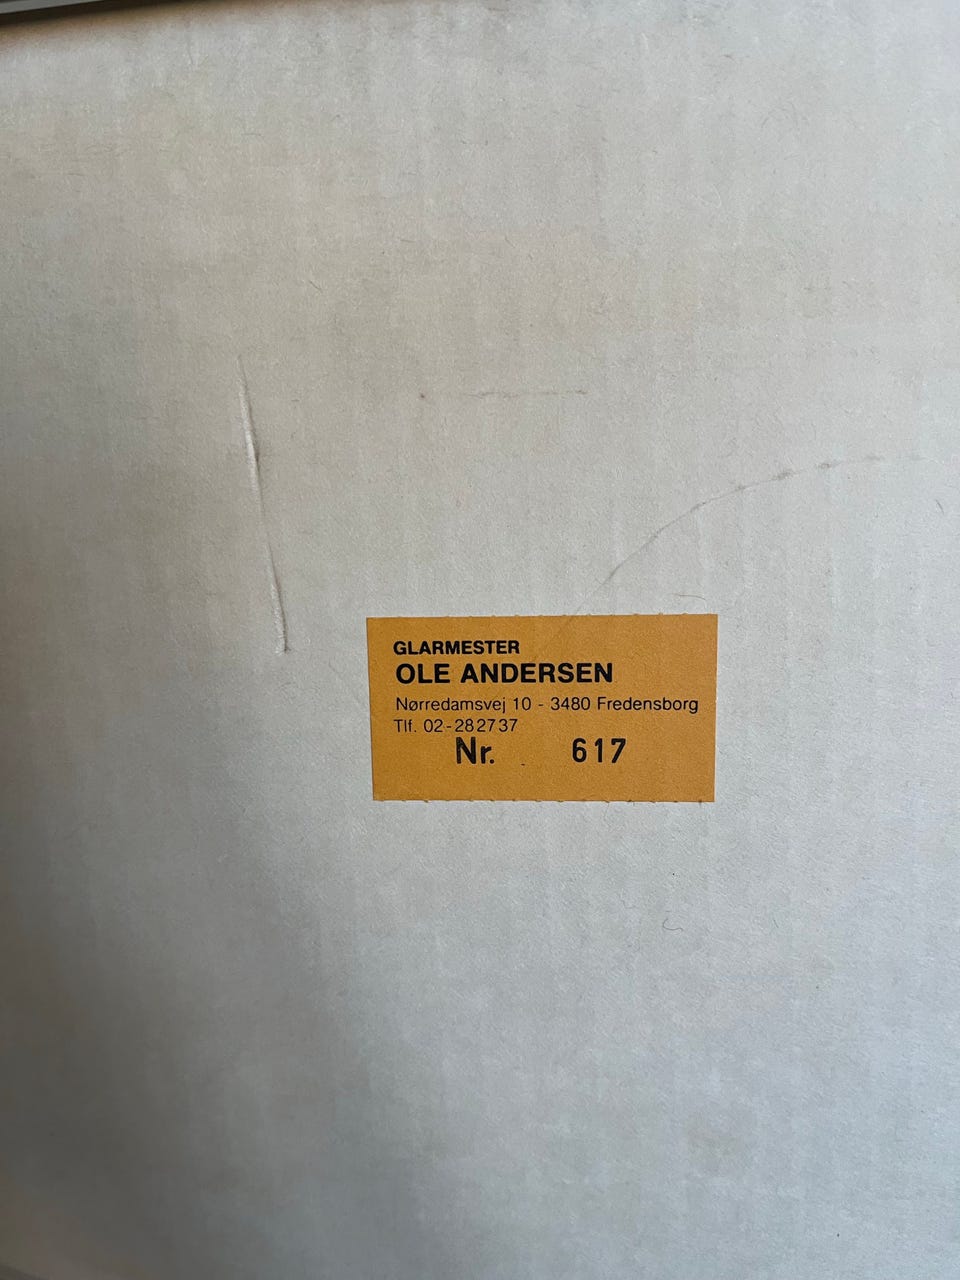 GLARMESTER
OLE ANDERSEN
Nørredamsvej 10 - 3480 Fredensborg
Tlf. 02-282737
Nr. 617